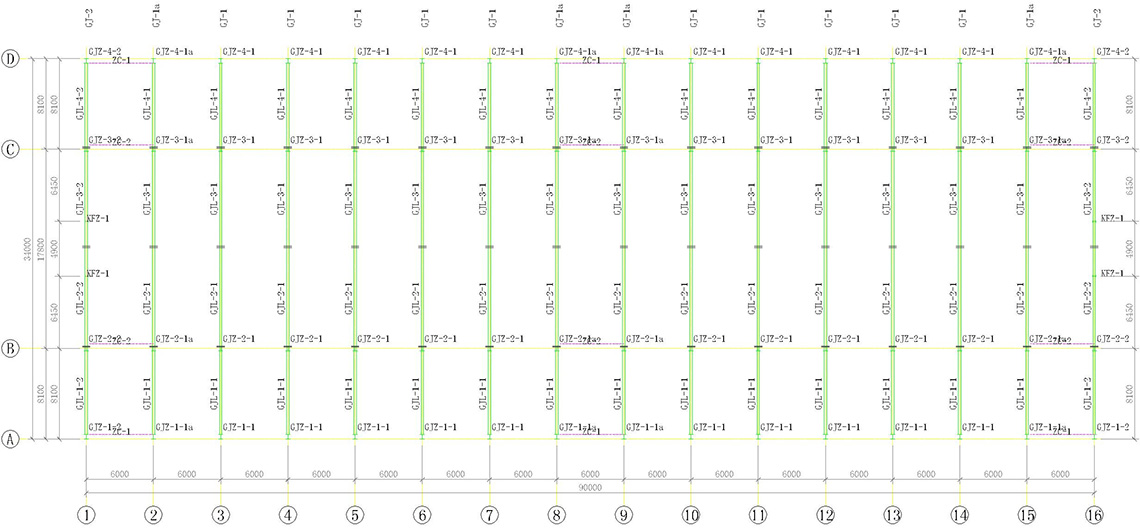 GJ-2 GJ-1a GJ-1 GJ-1 GJ-1 GJ-1 GJ-1 GJ-1a GJ-1a GJ-1 GJ-1 GJ-1 GJ-1 GJ-1 GJ-1a GJ-2
D GJZ-4-2 GJZ-4-1a GJZ-4-1 GJZ-4-1 GJZ-4-1 GJZ-4-1 GJZ-4-1 GJZ-4-1a GJZ-4-1a GJZ-4-1 GJZ-4-1 GJZ-4-1 GJZ-4-1 GJZ-4-1 GJZ-4-1a GJZ-4-2
ZC-1 ZC-1 ZC-1
8100 8100 GJL-4-2 GJL-4-1 GJL-4-1 GJL-4-1 GJL-4-1 GJL-4-1 GJL-4-1 GJL-4-1 GJL-4-1 GJL-4-1 GJL-4-1 GJL-4-1 GJL-4-1 GJL-4-1 GJL-4-1 GJL-4-2 8100
C GJZ-3-2 GJZ-3-1a GJZ-3-1 GJZ-3-1 GJZ-3-1 GJZ-3-1 GJZ-3-1 GJZ-3-1a GJZ-3-1a GJZ-3-1 GJZ-3-1 GJZ-3-1 GJZ-3-1 GJZ-3-1 GJZ-3-1a GJZ-3-2
ZC-2 ZC-2 ZC-2
6450 GJL-3-2 GJL-3-1 GJL-3-1 GJL-3-1 GJL-3-1 GJL-3-1 GJL-3-1 GJL-3-1 GJL-3-1 GJL-3-1 GJL-3-1 GJL-3-1 GJL-3-1 GJL-3-1 GJL-3-1 GJL-3-2 6450
KFZ-1 KFZ-1
34000 17800 4900 4900
KFZ-1 KFZ-1
6450 GJL-2-2 GJL-2-1 GJL-2-1 GJL-2-1 GJL-2-1 GJL-2-1 GJL-2-1 GJL-2-1 GJL-2-1 GJL-2-1 GJL-2-1 GJL-2-1 GJL-2-1 GJL-2-1 GJL-2-1 GJL-2-2 6450
B GJZ-2-2 GJZ-2-1a GJZ-2-1 GJZ-2-1 GJZ-2-1 GJZ-2-1 GJZ-2-1 GJZ-2-1a GJZ-2-1a GJZ-2-1 GJZ-2-1 GJZ-2-1 GJZ-2-1 GJZ-2-1 GJZ-2-1a GJZ-2-2
ZC-2 ZC-2 ZC-2
8100 8100 GJL-1-2 GJL-1-1 GJL-1-1 GJL-1-1 GJL-1-1 GJL-1-1 GJL-1-1 GJL-1-1 GJL-1-1 GJL-1-1 GJL-1-1 GJL-1-1 GJL-1-1 GJL-1-1 GJL-1-1 GJL-1-2 8100
A GJZ-1-2 GJZ-1-1a GJZ-1-1 GJZ-1-1 GJZ-1-1 GJZ-1-1 GJZ-1-1 GJZ-1-1a GJZ-1-1a GJZ-1-1 GJZ-1-1 GJZ-1-1 GJZ-1-1 GJZ-1-1 GJZ-1-1a GJZ-1-2
ZC-1 ZC-1 ZC-1
6000 6000 6000 6000 6000 6000 6000 6000 6000 6000 6000 6000 6000 6000 6000
90000
1 2 3 4 5 6 7 8 9 10 11 12 13 14 15 16